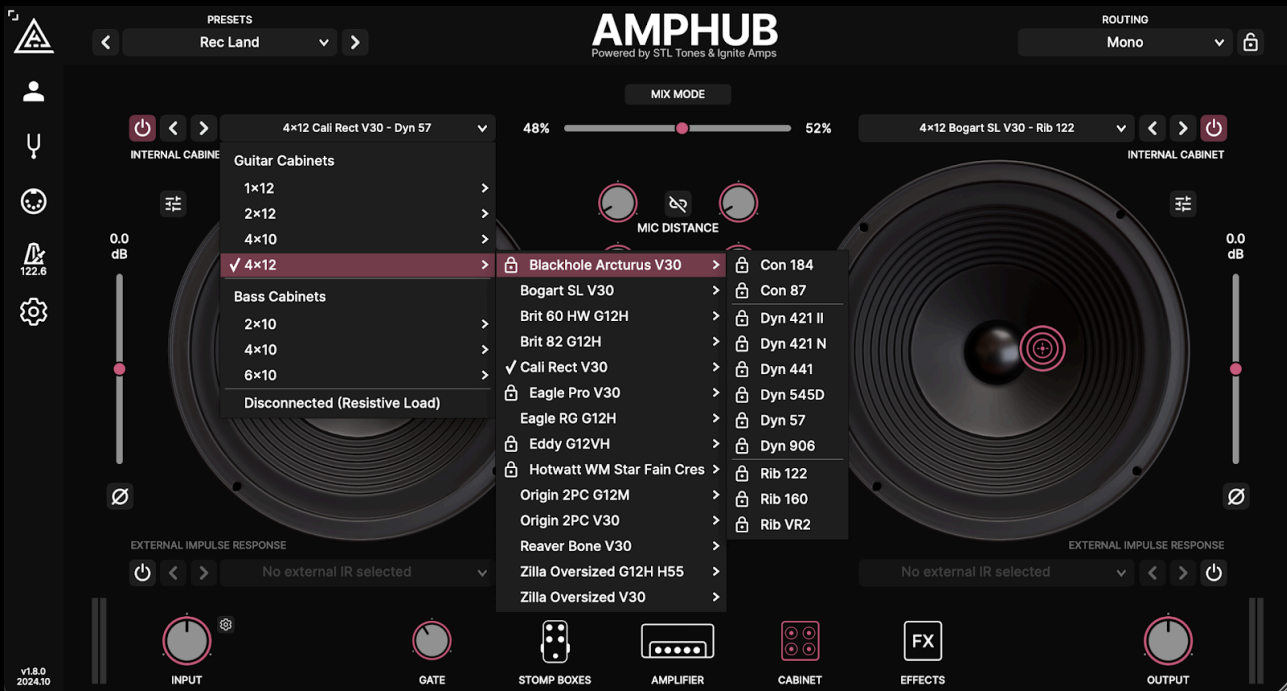 PRESETS
Rec Land
AMPHUB
Powered by STL Tones & Ignite Amps
ROUTING
Mono
MIX MODE
4×12 Cali Rect V30 - Dyn 57
48%
52%
4×12 Bogart SL V30 - Rib 122
INTERNAL CABINE
INTERNAL CABINET
Guitar Cabinets
1×12
2×12
4×10
4×12
Bass Cabinets
2×10
4×10
6×10
Disconnected (Resistive Load)
MIC DISTANCE
0.0
dB
0.0
dB
122.6
Blackhole Arcturus V30
Bogart SL V30
Brit 60 HW G12H
Brit 82 G12H
Cali Rect V30
Eagle Pro V30
Eagle RG G12H
Eddy G12VH
Hotwatt WM Star Fain Cres
Origin 2PC G12M
Origin 2PC V30
Reaver Bone V30
Zilla Oversized G12H H55
Zilla Oversized V30
Con 184
Con 87
Dyn 421 II
Dyn 421 N
Dyn 441
Dyn 545D
Dyn 57
Dyn 906
Rib 122
Rib 160
Rib VR2
EXTERNAL IMPULSE RESPONSE
No external IR selected
EXTERNAL IMPULSE RESPONSE
No external IR selected
FX
INPUT
GATE
STOMP BOXES
AMPLIFIER
CABINET
EFFECTS
OUTPUT
v1.8.0
2024.10